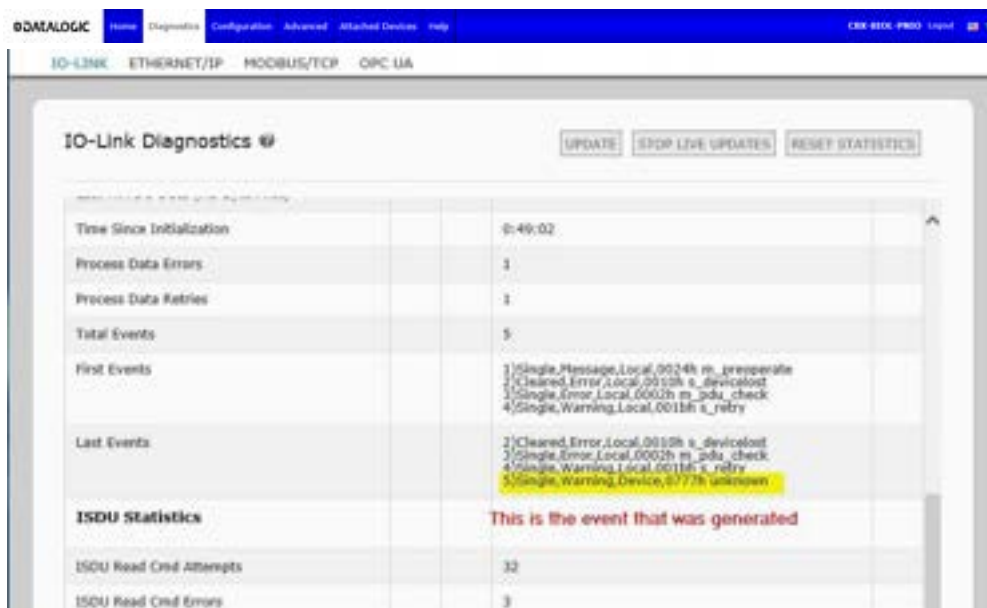 DATALOGIC Home Diagnostics Configuration Advanced Attached Devices Help CBX-8IOL-PN6U Logout
IO-LINK ETHERNET/IP MODBUS/TCP OPC UA
IO-Link Diagnostics UPDATE STOP LIVE UPDATES RESET STATISTICS
Time Since Initialization 0:49:02
Process Data Errors 1
Process Data Retries 1
Total Events 5
First Events
1)Single,Message,Local,0024h m_preoperate
2)Cleared,Error,Local,0010h s_devicelost
3)Single,Error,Local,0002h m_pdu_check
4)Single,Warning,Local,001bh s_retry
Last Events
2)Cleared,Error,Local,0010h s_devicelost
3)Single,Error,Local,0002h m_pdu_check
4)Single,Warning,Local,001bh s_retry
5)Single,Warning,Device,0777h unknown
ISDU Statistics This is the event that was generated
ISDU Read Cmd Attempts 32
ISDU Read Cmd Errors 3